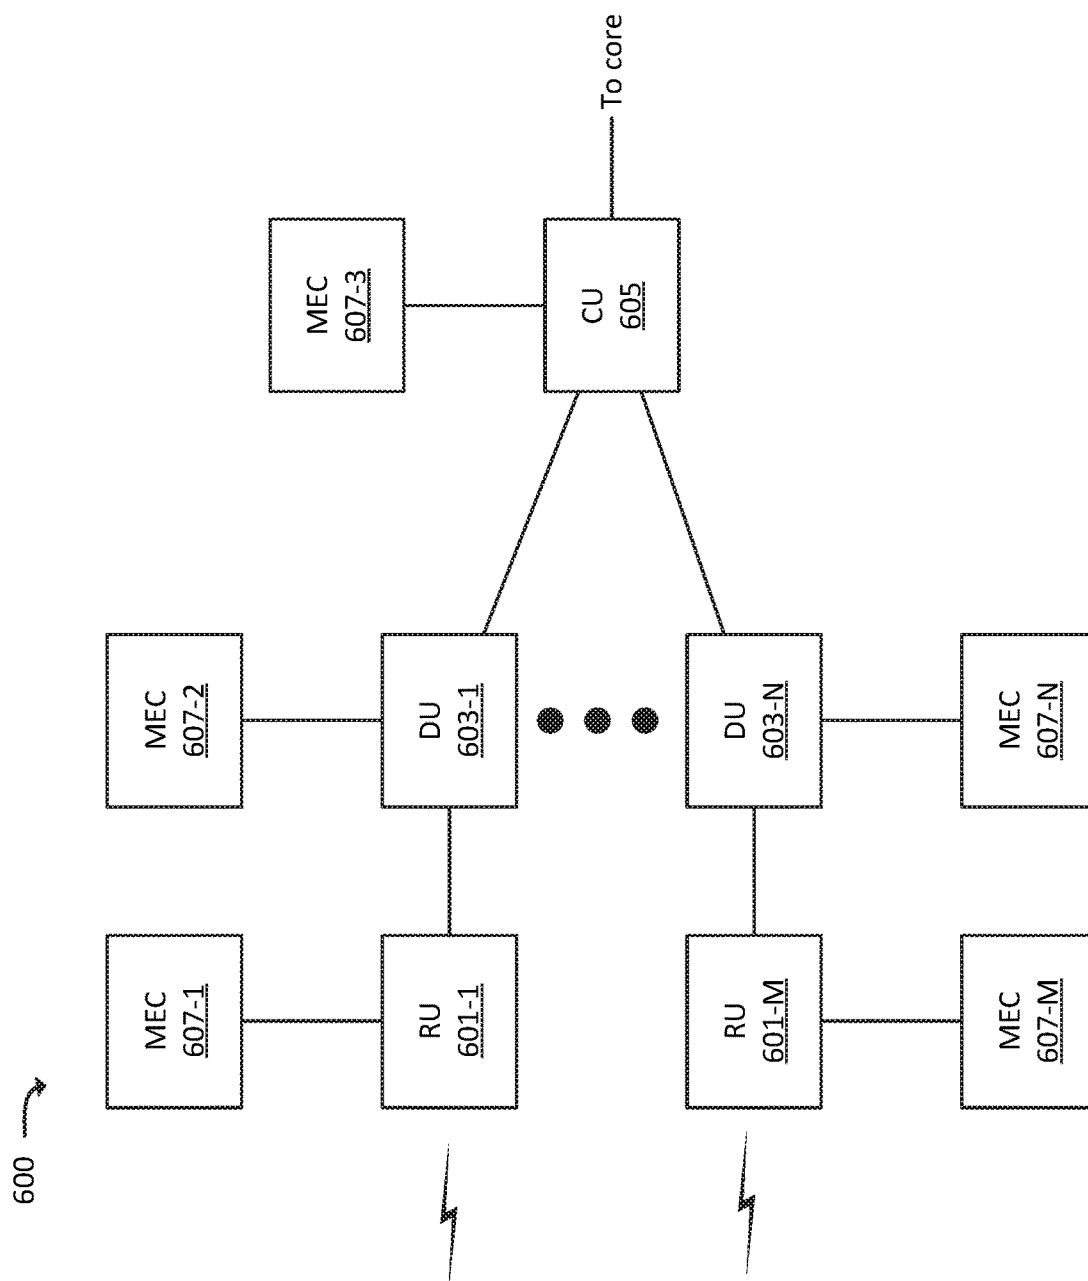 600
MEC
607-1
MEC
607-2
MEC
607-3
RU
601-1
DU
603-1
CU
605
To core
RU
601-M
DU
603-N
MEC
607-M
MEC
607-N